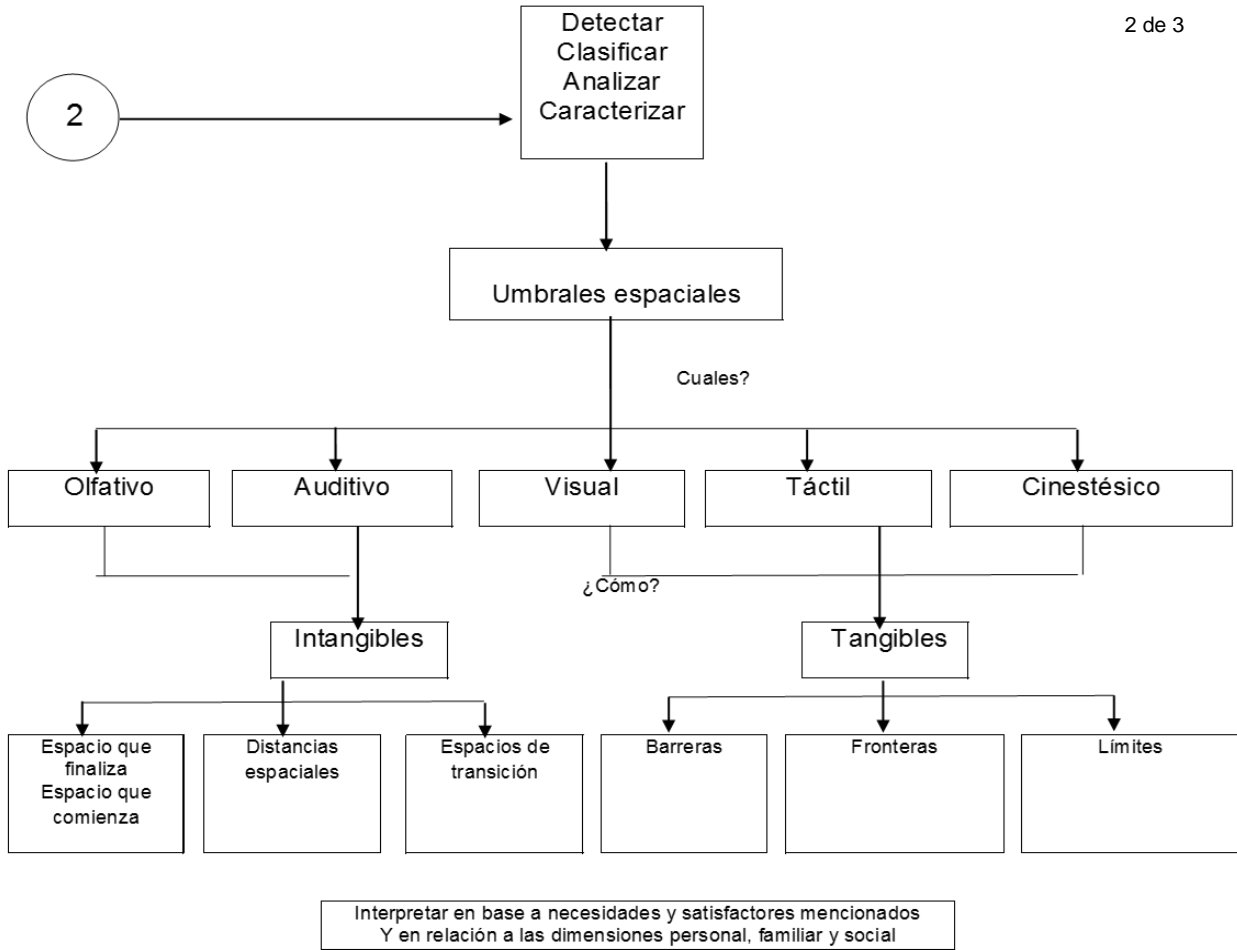 2 de 3
Detectar
Clasificar
Analizar
Caracterizar
2
Umbrales espaciales
Cuales?
Olfativo
Auditivo
Visual
Táctil
Cinestésico
¿Cómo?
Intangibles
Tangibles
Espacio que
finaliza
Espacio que
comienza
Distancias
espaciales
Espacios de
transición
Barreras
Fronteras
Límites
Interpretar en base a necesidades y satisfactores mencionados
Y en relación a las dimensiones personal, familiar y social